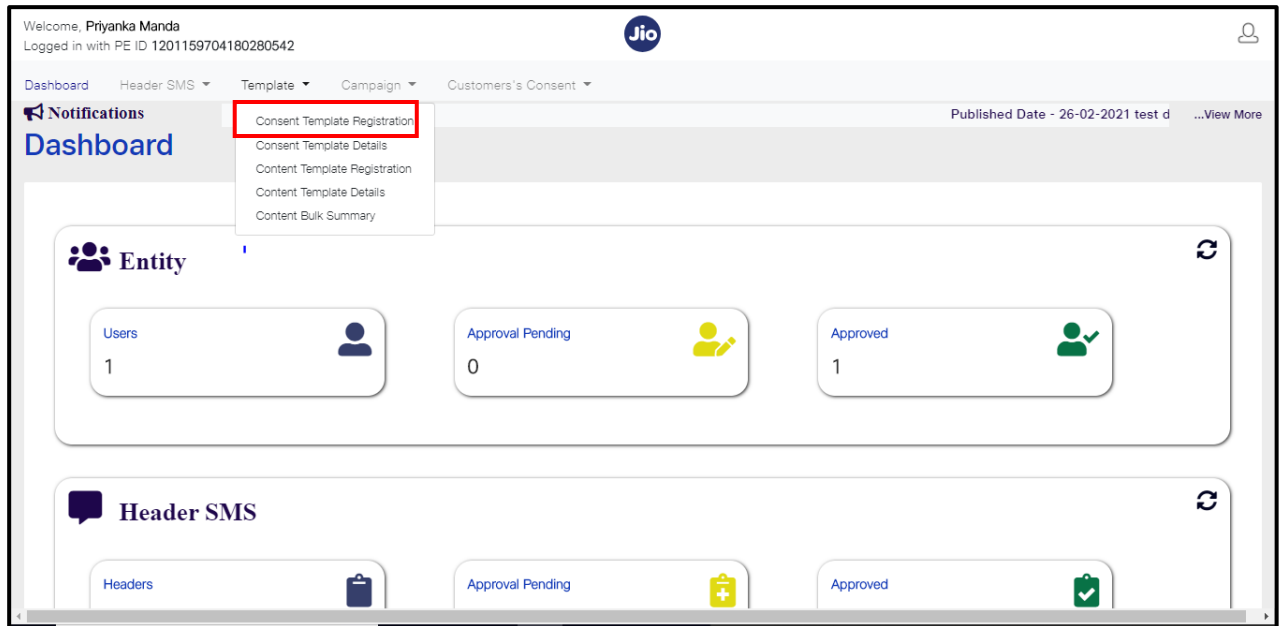 Welcome, Priyanka Manda
Logged in with PE ID 1201159704180280542
Jio
Dashboard Header SMS Template Campaign Customers's Consent
Notifications
Published Date - 26-02-2021 test d ...View More
Dashboard
Consent Template Registration
Consent Template Details
Content Template Registration
Content Template Details
Content Bulk Summary
Entity
Users
1
Approval Pending
0
Approved
1
Header SMS
Headers
Approval Pending
Approved